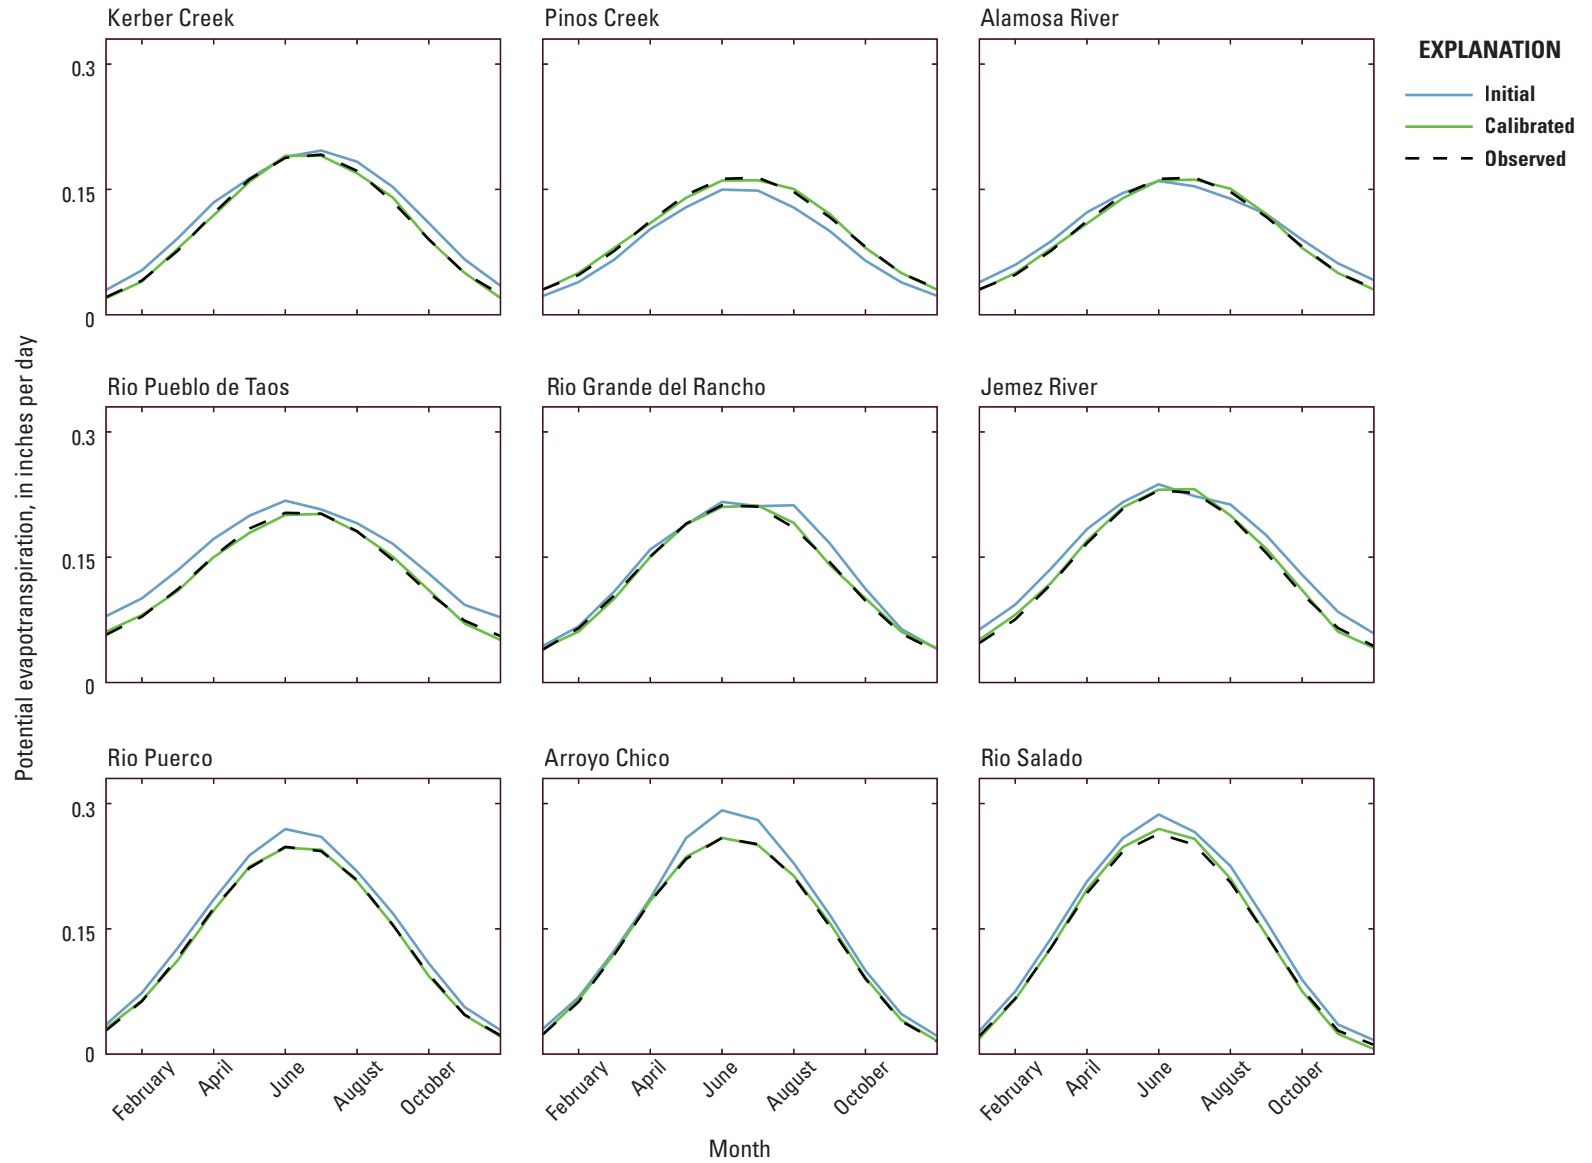 Kerber Creek
Pinos Creek
Alamosa River
EXPLANATION
Initial
Calibrated
Observed
0.3
0.15
0
Rio Pueblo de Taos
Rio Grande del Rancho
Jemez River
0.3
0.15
0
Potential evapotranspiration, in inches per day
Rio Puerco
Arroyo Chico
Rio Salado
0.3
0.15
0
February April June August October
February April June August October
February April June August October
Month